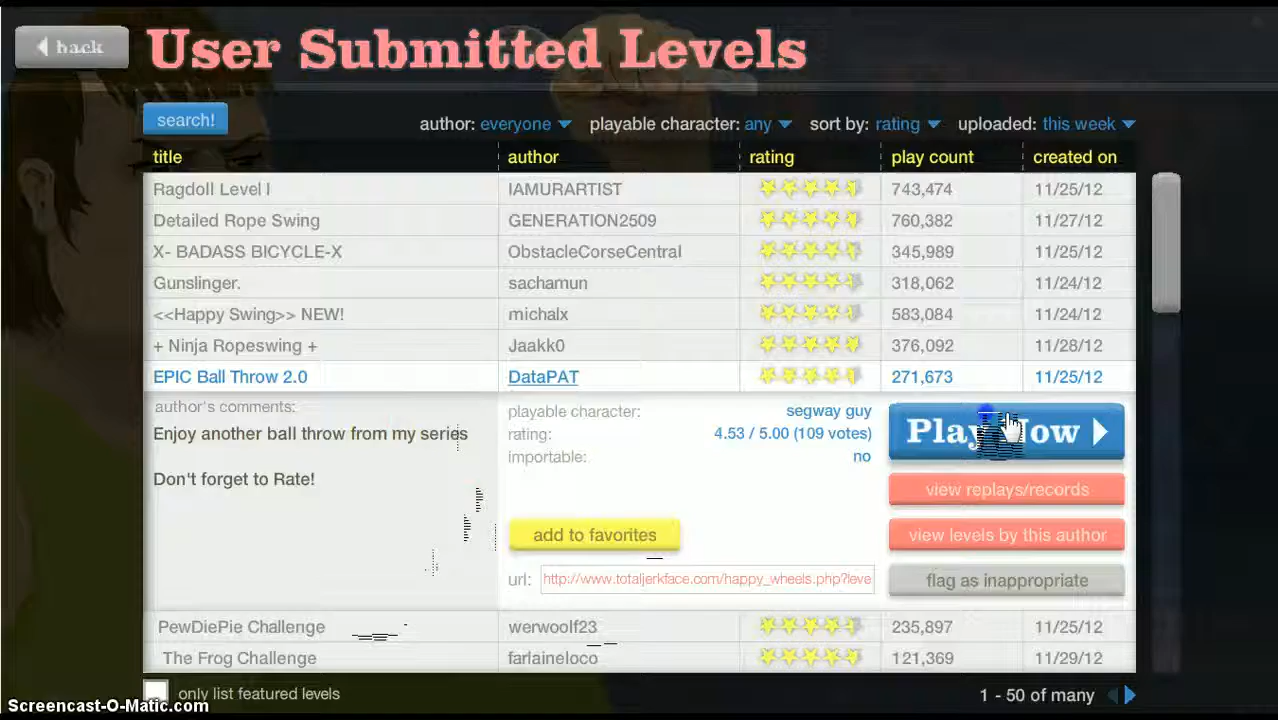 back
User Submitted Levels
search!
author: everyone playable character: any sort by: rating uploaded: this week
title author rating play count created on
Ragdoll Level I IAMURARTIST 743,474 11/25/12
Detailed Rope Swing GENERATION2509 760,382 11/27/12
X- BADASS BICYCLE-X ObstacleCorseCentral 345,989 11/25/12
Gunslinger. sachamun 318,062 11/24/12
<<Happy Swing>> NEW! michalx 583,084 11/24/12
+ Ninja Ropeswing + Jaakk0 376,092 11/28/12
EPIC Ball Throw 2.0 DataPAT 271,673 11/25/12
author's comments:
Enjoy another ball throw from my series
Don't forget to Rate!
playable character: segway guy
rating: 4.53 / 5.00 (109 votes)
importable: no
add to favorites
url: http://www.totaljerkface.com/happy_wheels.php?leve
Play Now
view replays/records
view levels by this author
flag as inappropriate
PewDiePie Challenge werwoolf23 235,897 11/25/12
The Frog Challenge farlaineloco 121,369 11/29/12
only list featured levels
1 - 50 of many
Screencast-O-Matic.com